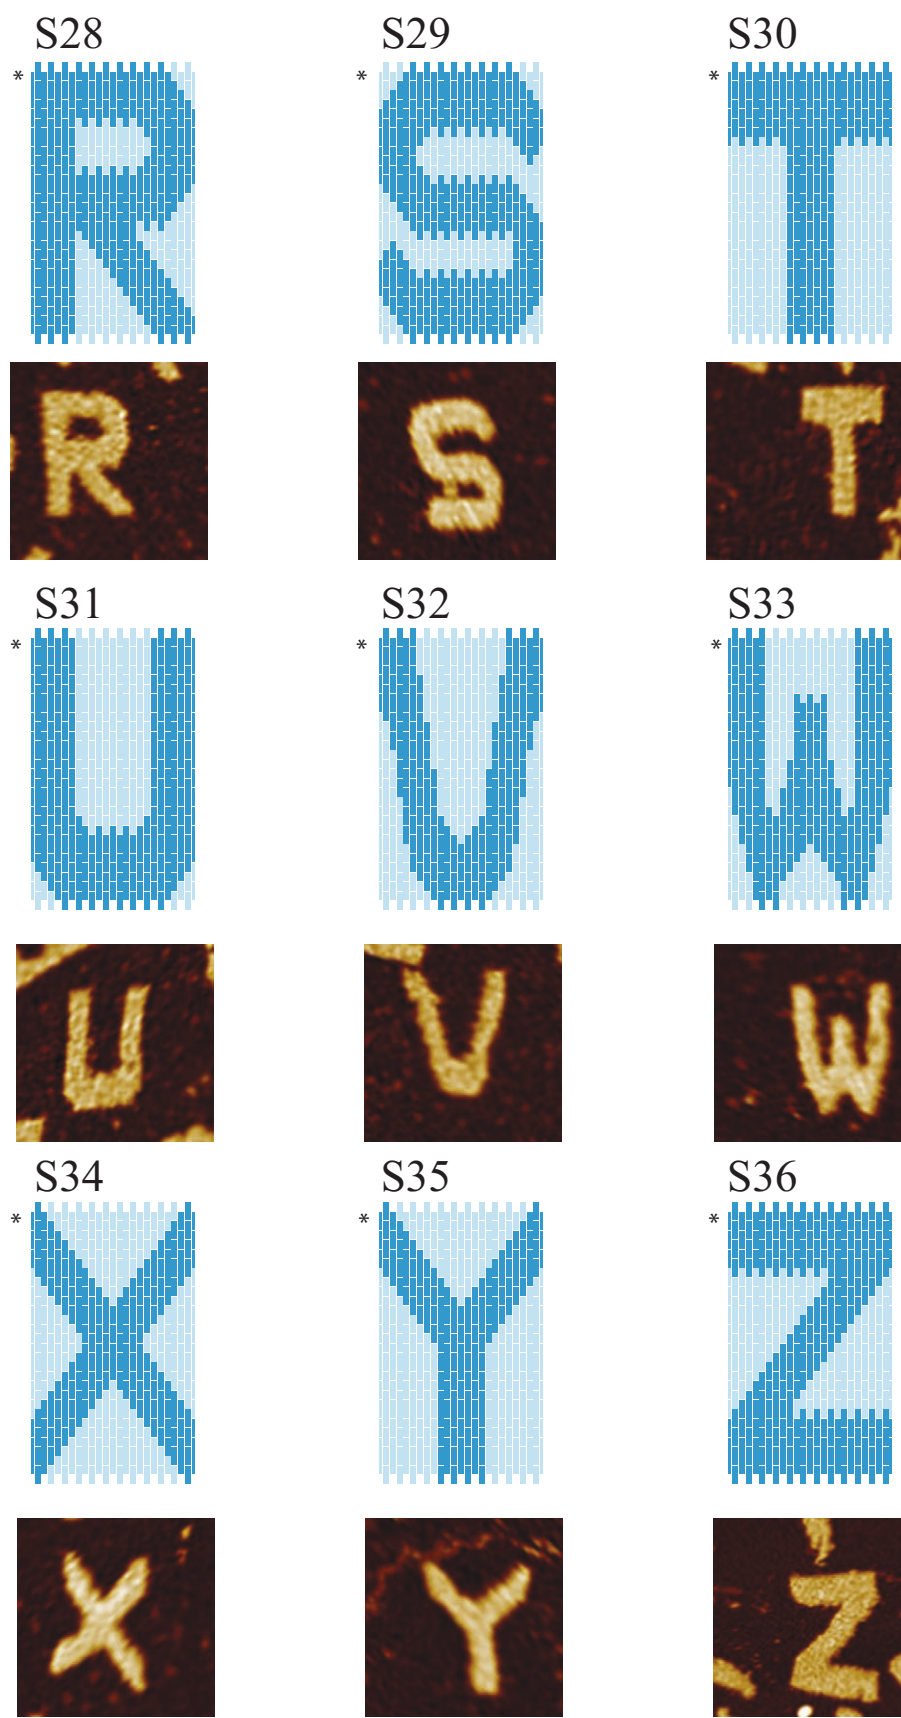 S28 S29 S30
* * *
R S T
R S T
S31 S32 S33
* * *
U V W
U V W
S34 S35 S36
* * *
X Y Z
X Y Z